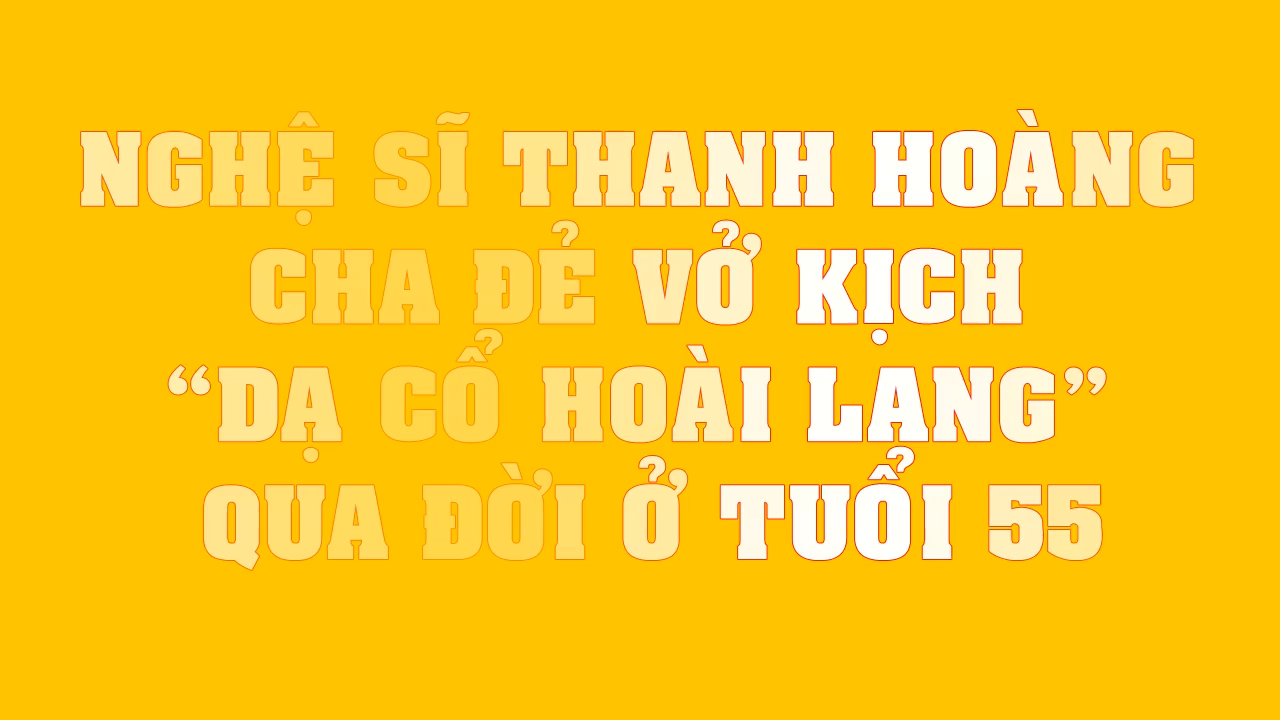 NGHỆ SĨ THANH HOÀNG
CHA ĐẺ VỞ KỊCH
“DẠ CỔ HOÀI LANG”
QUA ĐỜI Ở TUỔI 55